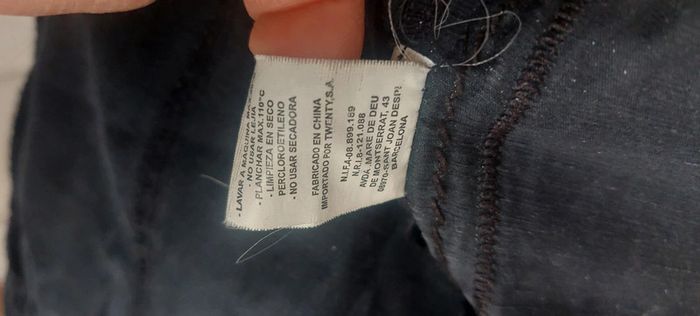 - LAVAR A MAQUINA MAX
- NO USAR LEJIA
- PLANCHAR MAX.110°C
- LIMPIEZA EN SECO
PERCLOROETILENO
- NO USAR SECADORA
FABRICADO EN CHINA
IMPORTADO POR TWENTY,S.A.
N.I.F.A-08.899.169
N.R.I.8-121.088
AVDA. MARE DE DEU
DE MONTSERRAT, 43
08970-SANT JOAN DESPI
BARCELONA